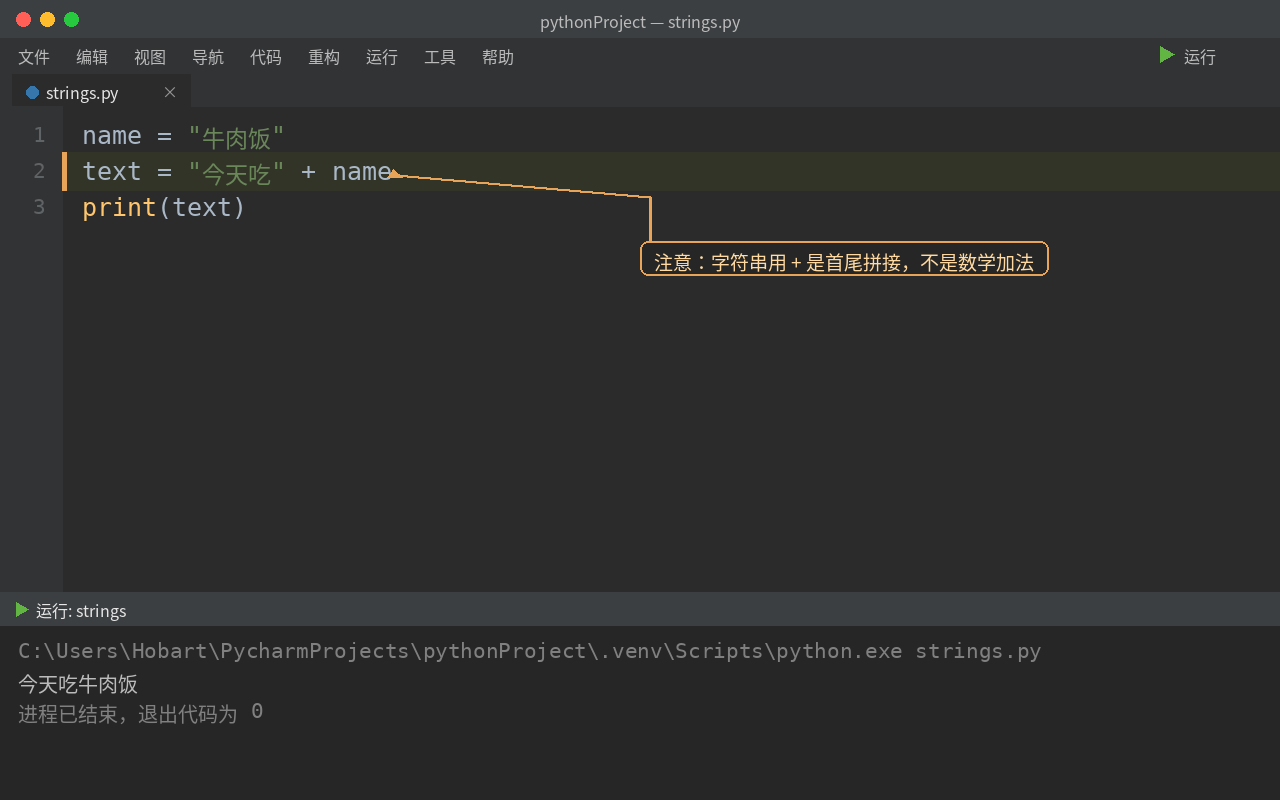 pythonProject — strings.py
文件 编辑 视图 导航 代码 重构 运行 工具 帮助 运行
strings.py ×
1 name = "牛肉饭"
2 text = "今天吃" + name
3 print(text)
注意：字符串用 + 是首尾拼接，不是数学加法
运行: strings
C:\Users\Hobart\PycharmProjects\pythonProject\.venv\Scripts\python.exe strings.py
今天吃牛肉饭
进程已结束，退出代码为 0